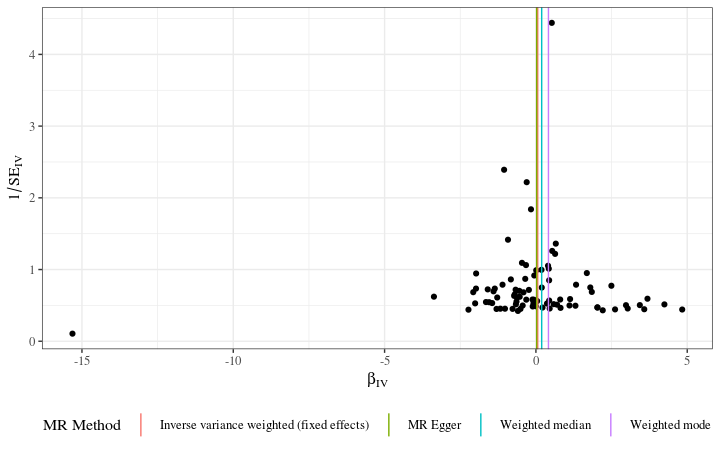 4
3
2
1
0
1/SE_IV
-15
-10
-5
0
5
β_IV
MR Method
Inverse variance weighted (fixed effects)
MR Egger
Weighted median
Weighted mode